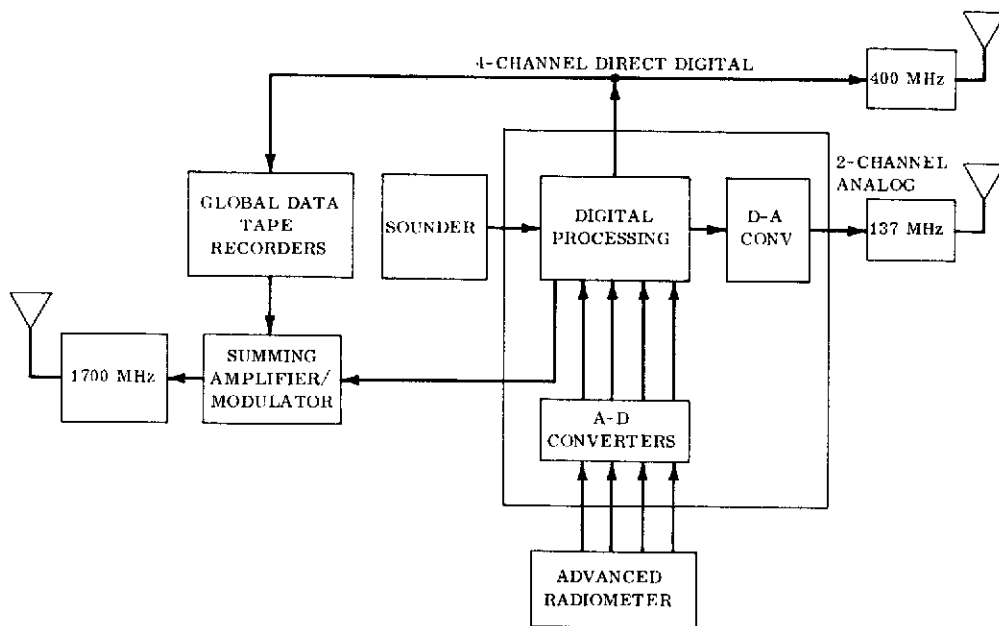 4-CHANNEL DIRECT DIGITAL
400 MHz
2-CHANNEL
ANALOG
GLOBAL DATA
TAPE
RECORDERS
SOUNDER
DIGITAL
PROCESSING
D-A
CONV
137 MHz
1700 MHz
SUMMING
AMPLIFIER/
MODULATOR
A-D
CONVERTERS
ADVANCED
RADIOMETER